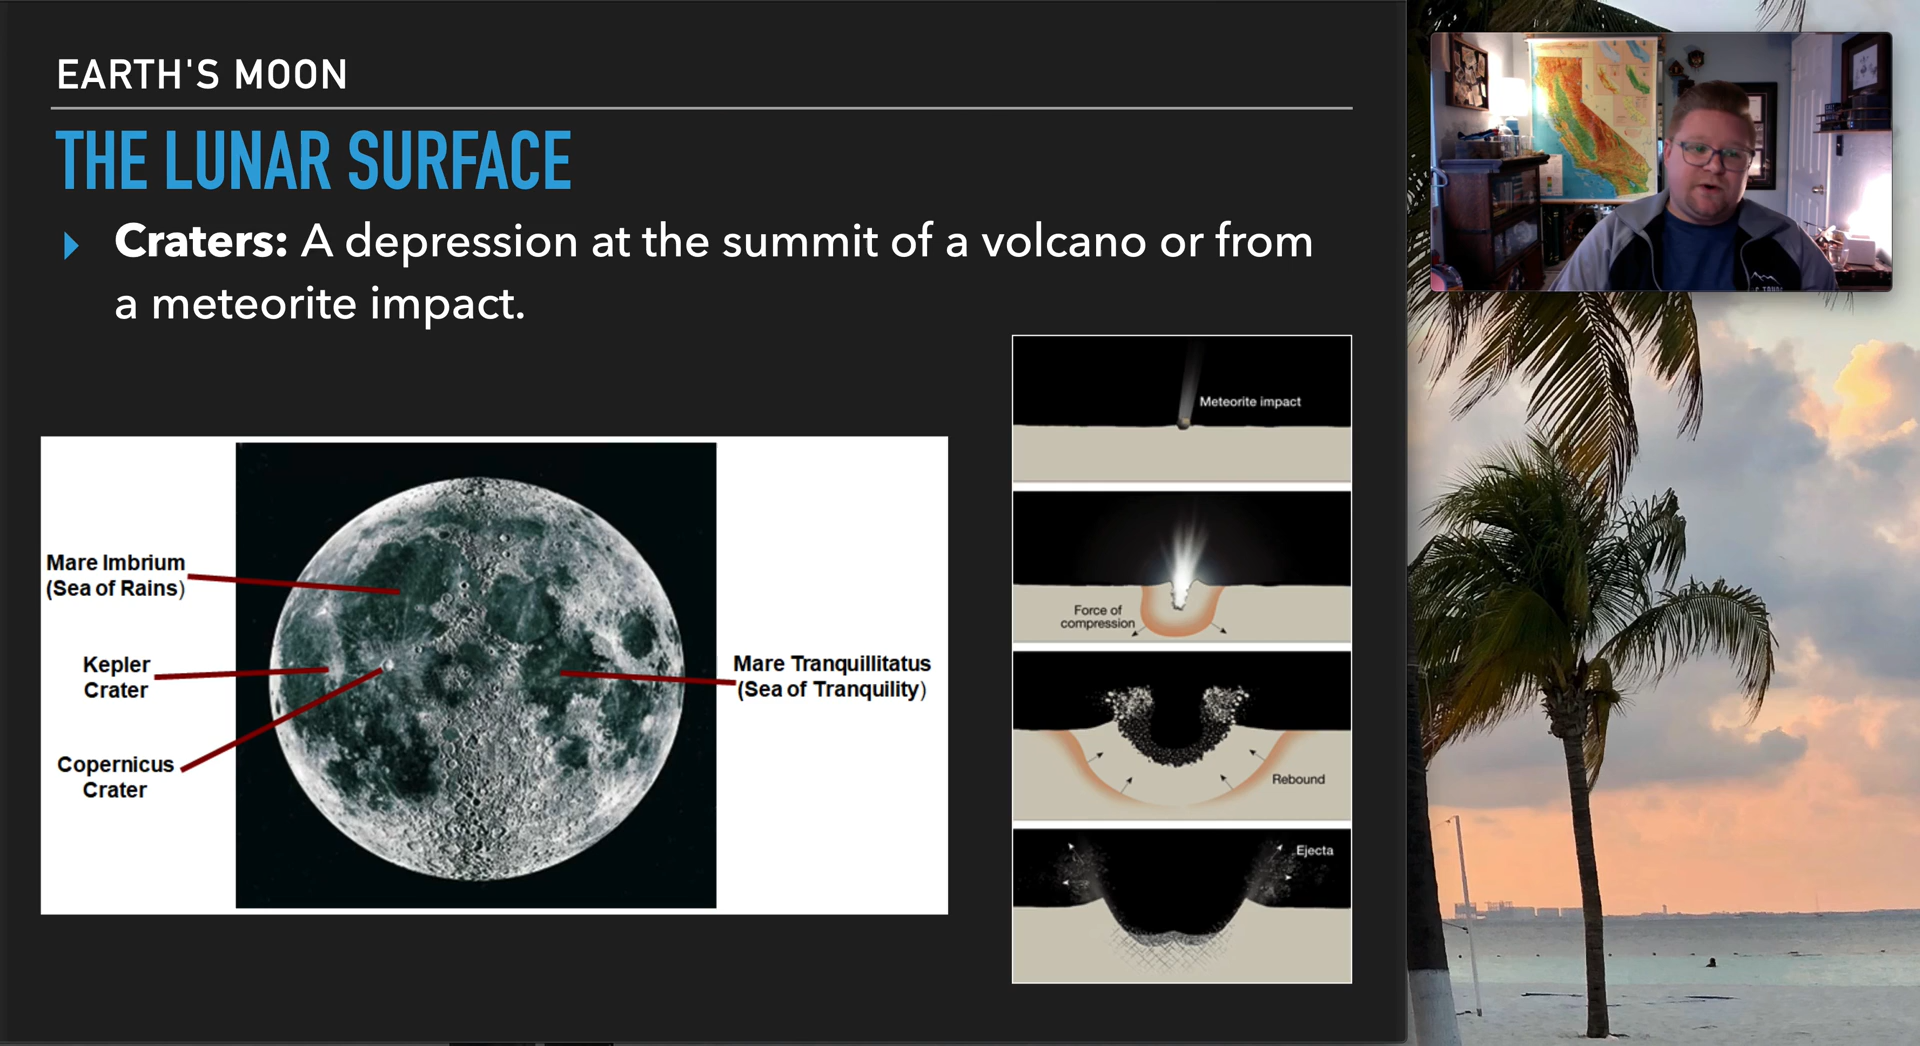 EARTH'S MOON
THE LUNAR SURFACE
Craters: A depression at the summit of a volcano or from
a meteorite impact.
Mare Imbrium
(Sea of Rains)
Kepler
Crater
Copernicus
Crater
Mare Tranquillitatus
(Sea of Tranquility)
Meteorite impact
Force of
compression
Rebound
Ejecta